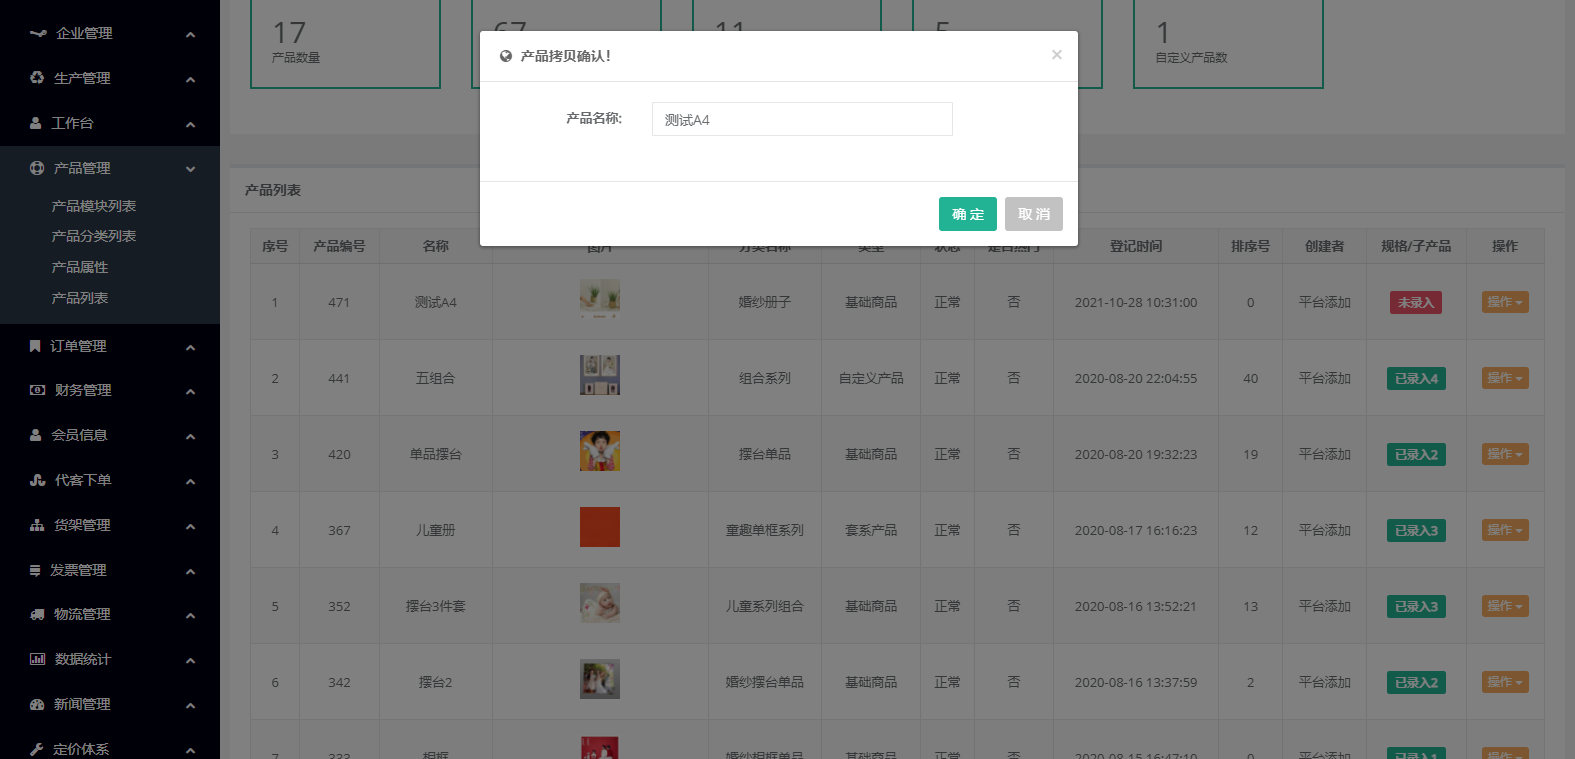 企业管理
生产管理
工作台
产品管理
产品模块列表
产品分类列表
产品属性
产品列表
订单管理
财务管理
会员信息
代客下单
货架管理
发票管理
物流管理
数据统计
新闻管理
定价体系
17
产品数量
67
11
5
1
自定义产品数
产品拷贝确认!
×
产品名称:
测试A4
确 定
取 消
产品列表
序号 产品编号 名称 图片 分类名称 类型 状态 是否热门 登记时间 排序号 创建者 规格/子产品 操作
1 471 测试A4 婚纱册子 基础商品 正常 否 2021-10-28 10:31:00 0 平台添加 未录入 操作
2 441 五组合 组合系列 自定义产品 正常 否 2020-08-20 22:04:55 40 平台添加 已录入4 操作
3 420 单品摆台 摆台单品 基础商品 正常 否 2020-08-20 19:32:23 19 平台添加 已录入2 操作
4 367 儿童册 童趣单框系列 套系产品 正常 否 2020-08-17 16:16:23 12 平台添加 已录入3 操作
5 352 摆台3件套 儿童系列组合 基础商品 正常 否 2020-08-16 13:52:21 13 平台添加 已录入3 操作
6 342 摆台2 婚纱摆台单品 基础商品 正常 否 2020-08-16 13:37:59 2 平台添加 已录入2 操作
7 333 相框 婚纱相框单品 基础商品 正常 否 2020-08-15 16:47:10 0 平台添加 已录入1 操作